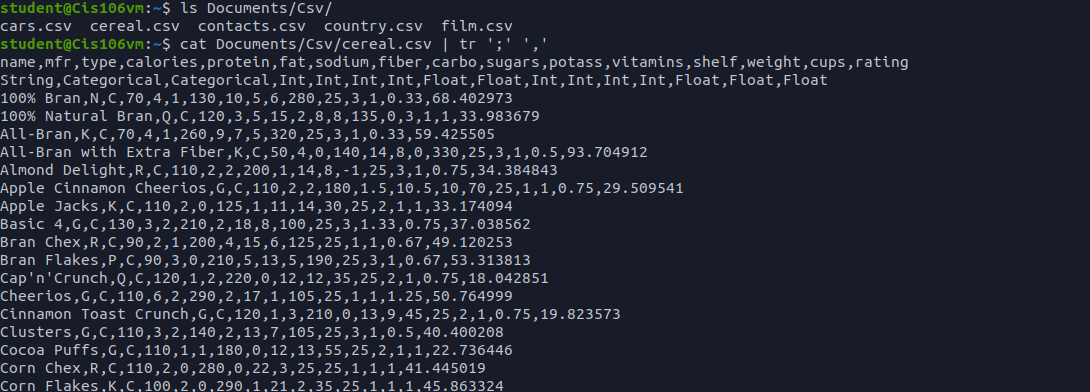 student@Cis106vm:~$ ls Documents/Csv/
cars.csv  cereal.csv  contacts.csv  country.csv  film.csv
student@Cis106vm:~$ cat Documents/Csv/cereal.csv | tr ';' ','
name,mfr,type,calories,protein,fat,sodium,fiber,carbo,sugars,potass,vitamins,shelf,weight,cups,rating
String,Categorical,Categorical,Int,Int,Int,Int,Float,Float,Int,Int,Int,Int,Float,Float,Float
100% Bran,N,C,70,4,1,130,10,5,6,280,25,3,1,0.33,68.402973
100% Natural Bran,Q,C,120,3,5,15,2,8,8,135,0,3,1,1,33.983679
All-Bran,K,C,70,4,1,260,9,7,5,320,25,3,1,0.33,59.425505
All-Bran with Extra Fiber,K,C,50,4,0,140,14,8,0,330,25,3,1,0.5,93.704912
Almond Delight,R,C,110,2,2,200,1,14,8,-1,25,3,1,0.75,34.384843
Apple Cinnamon Cheerios,G,C,110,2,2,180,1.5,10.5,10,70,25,1,1,0.75,29.509541
Apple Jacks,K,C,110,2,0,125,1,11,14,30,25,2,1,1,33.174094
Basic 4,G,C,130,3,2,210,2,18,8,100,25,3,1.33,0.75,37.038562
Bran Chex,R,C,90,2,1,200,4,15,6,125,25,1,1,0.67,49.120253
Bran Flakes,P,C,90,3,0,210,5,13,5,190,25,3,1,0.67,53.313813
Cap'n'Crunch,Q,C,120,1,2,220,0,12,12,35,25,2,1,0.75,18.042851
Cheerios,G,C,110,6,2,290,2,17,1,105,25,1,1,1.25,50.764999
Cinnamon Toast Crunch,G,C,120,1,3,210,0,13,9,45,25,2,1,0.75,19.823573
Clusters,G,C,110,3,2,140,2,13,7,105,25,3,1,0.5,40.400208
Cocoa Puffs,G,C,110,1,1,180,0,12,13,55,25,2,1,1,22.736446
Corn Chex,R,C,110,2,0,280,0,22,3,25,25,1,1,1,41.445019
Corn Flakes,K,C,100,2,0,290,1,21,2,35,25,1,1,1,45.863324